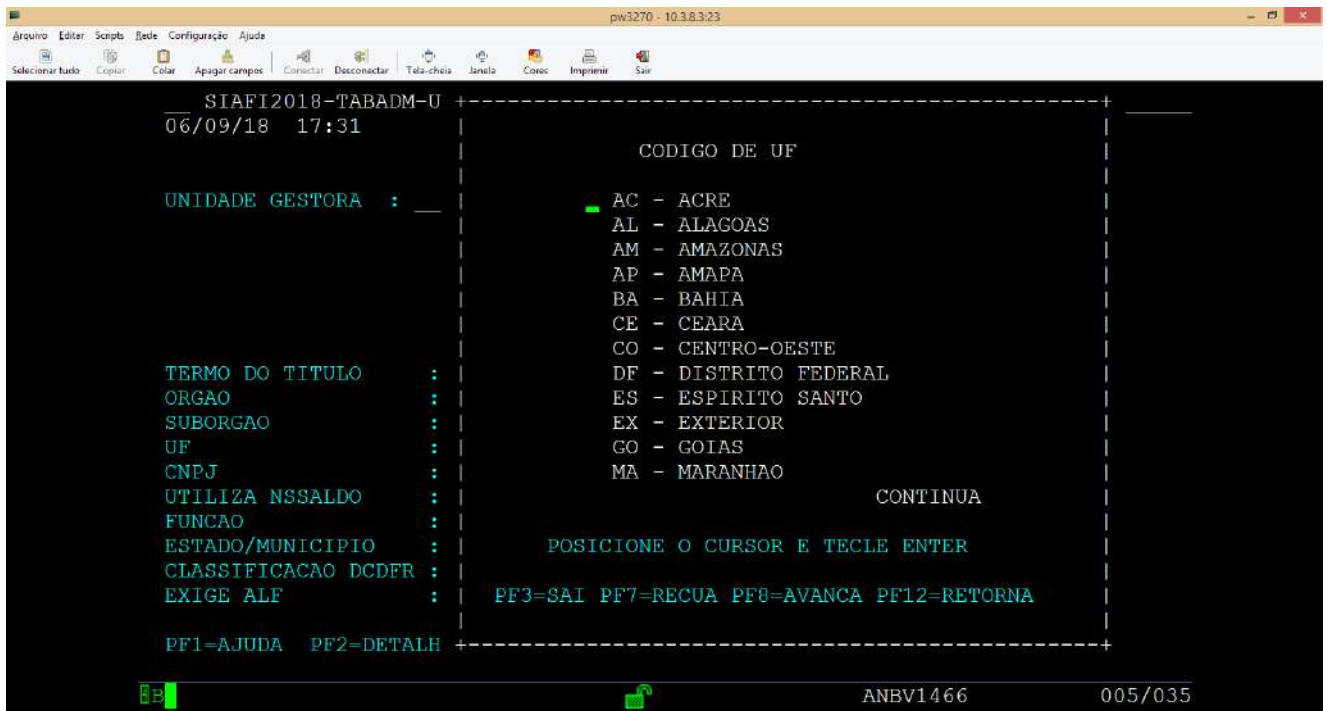 pw3270 - 10.3.8.3:23
Arquivo Editar Scripts Rede Configuração Ajuda
Selecionar tudo Copiar Colar Apagar campos Conectar Desconectar Tela-cheia Janela Cores Imprimir Sair
__ SIAFI2018-TABADM-U +------------------------------------------------+ _____
06/09/18 17:31
CODIGO DE UF
UNIDADE GESTORA : __ | _ AC - ACRE
AL - ALAGOAS
AM - AMAZONAS
AP - AMAPA
BA - BAHIA
CE - CEARA
CO - CENTRO-OESTE
TERMO DO TITULO : | DF - DISTRITO FEDERAL
ORGAO : | ES - ESPIRITO SANTO
SUBORGAO : | EX - EXTERIOR
UF : | GO - GOIAS
CNPJ : | MA - MARANHAO
UTILIZA NSSALDO : | CONTINUA
FUNCAO : |
ESTADO/MUNICIPIO : | POSICIONE O CURSOR E TECLE ENTER
CLASSIFICACAO DCDFR : |
EXIGE ALF : | PF3=SAI PF7=RECUA PF8=AVANCA PF12=RETORNA
PF1=AJUDA PF2=DETALH +------------------------------------------------+
B ANBV1466 005/035